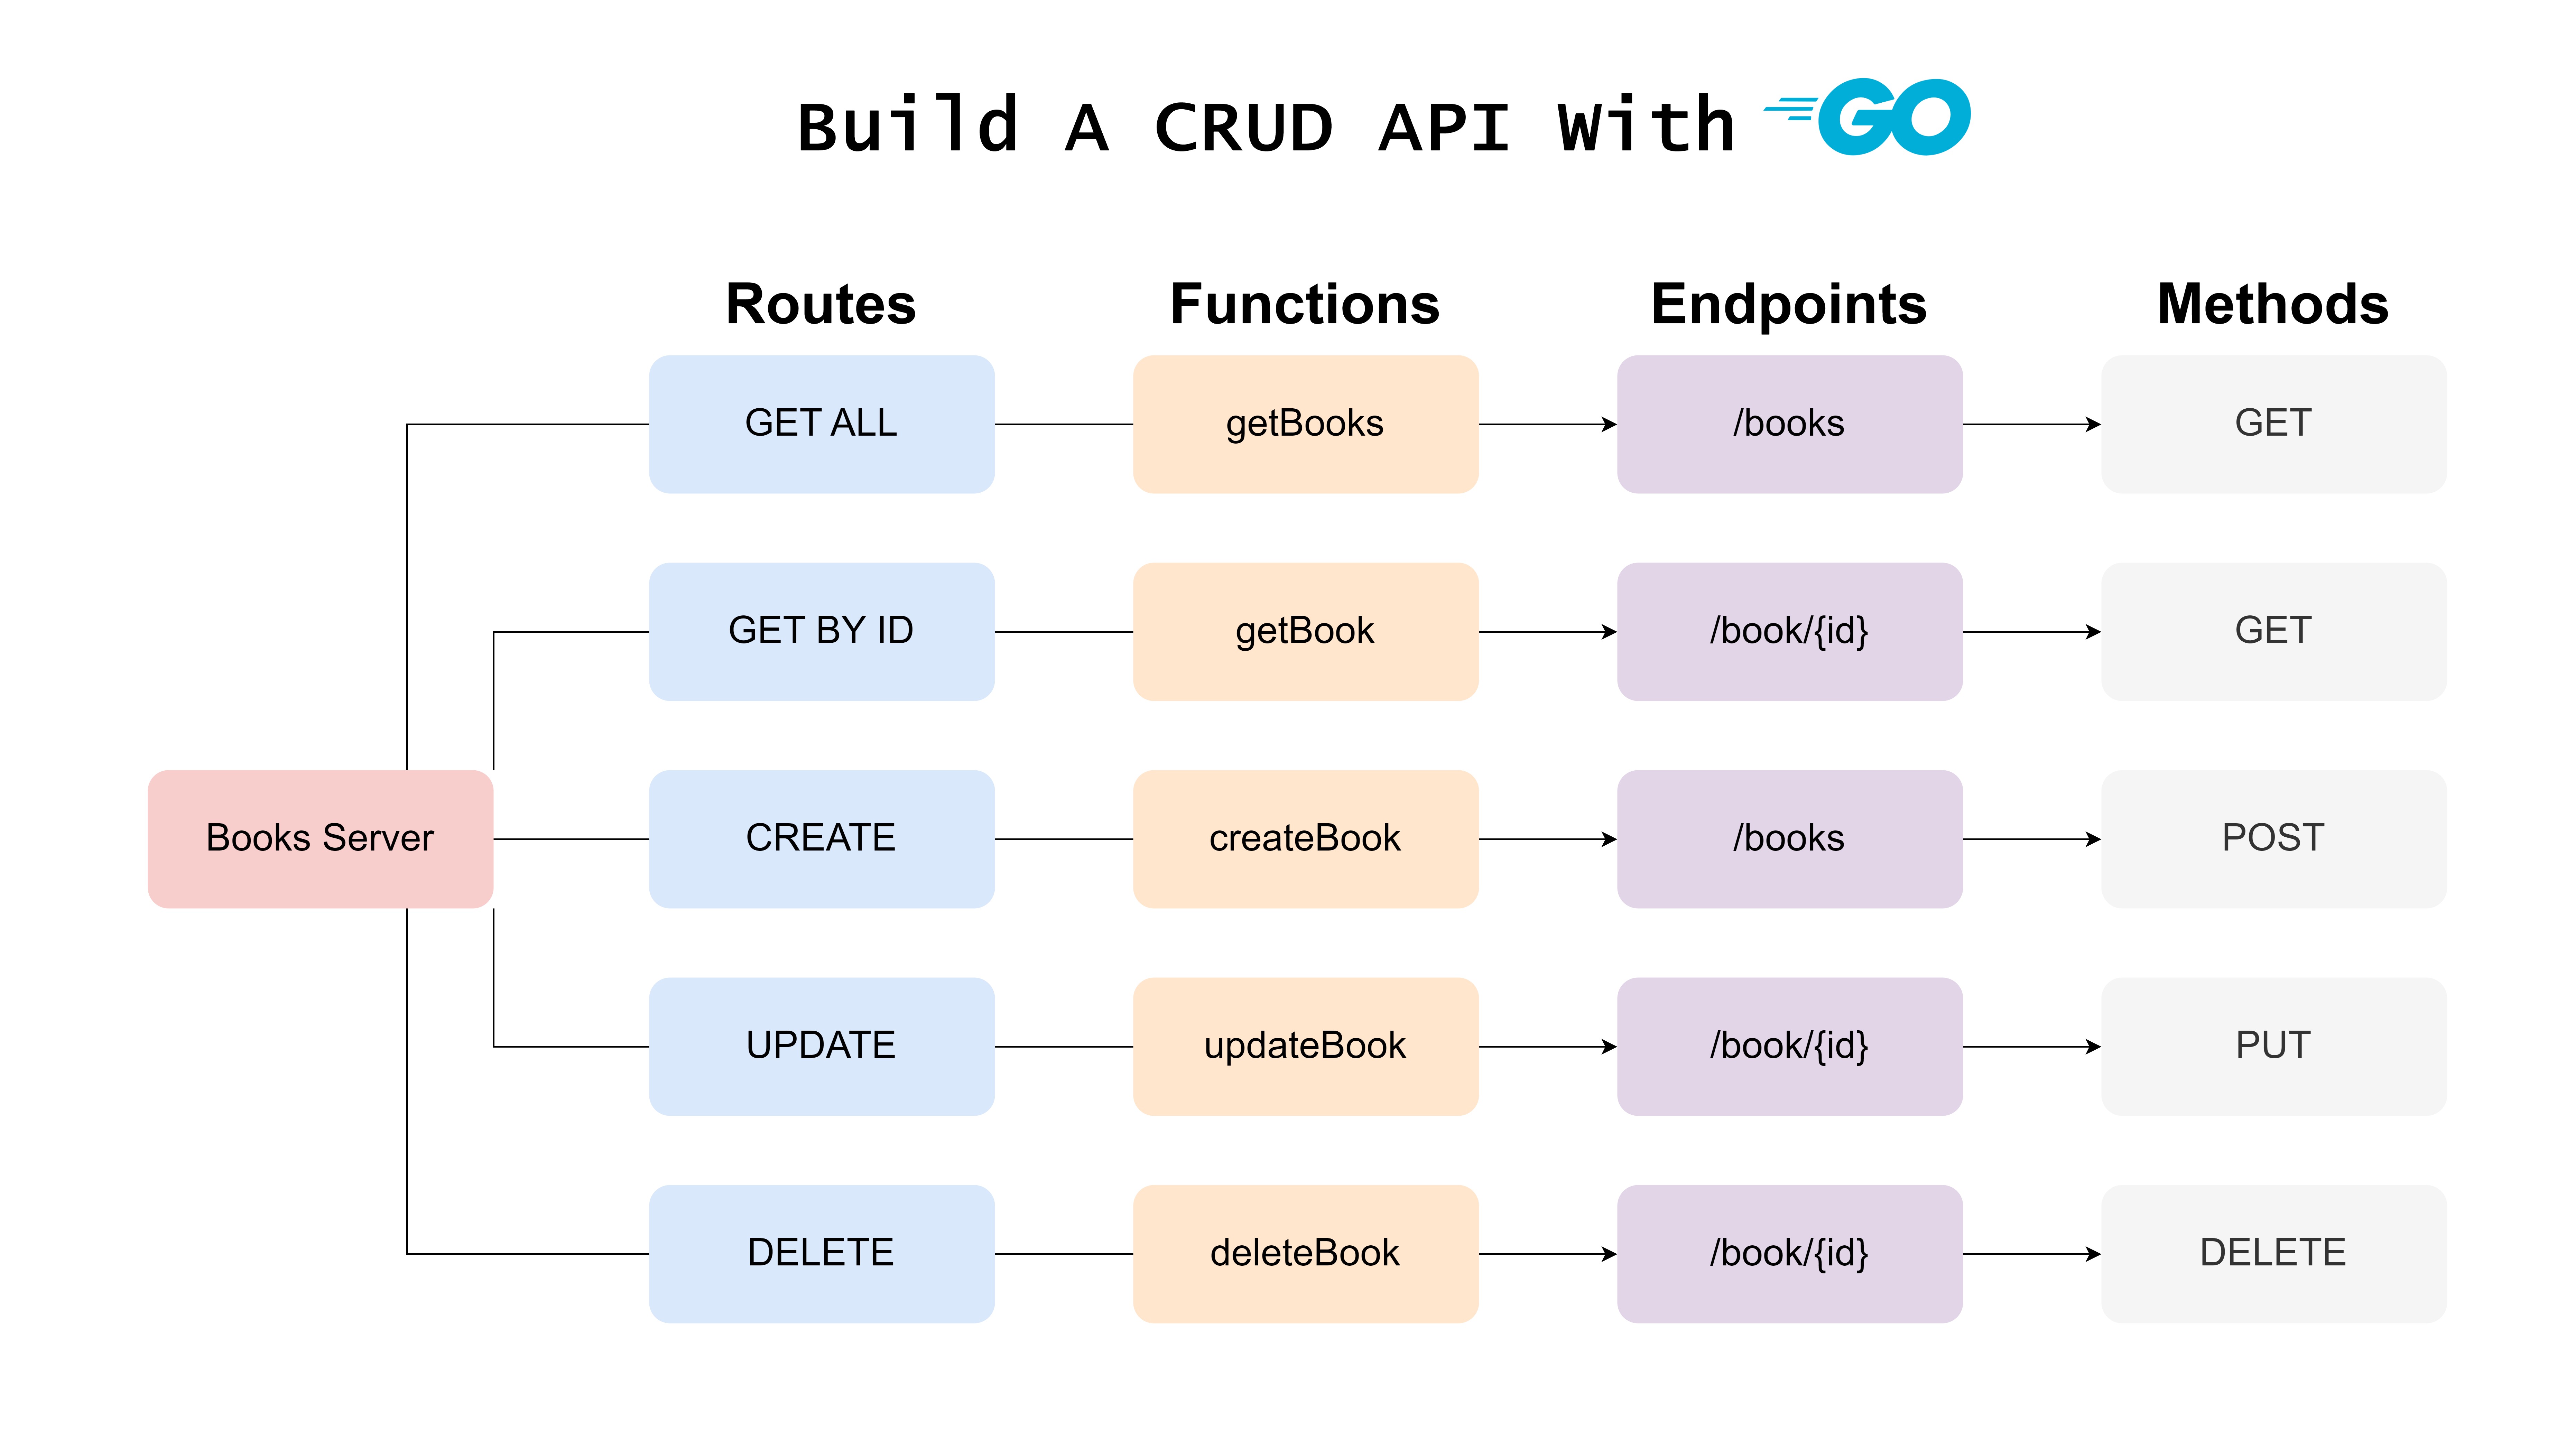 Build A CRUD API With GO
Routes Functions Endpoints Methods
GET ALL getBooks /books GET
GET BY ID getBook /book/{id} GET
Books Server CREATE createBook /books POST
UPDATE updateBook /book/{id} PUT
DELETE deleteBook /book/{id} DELETE